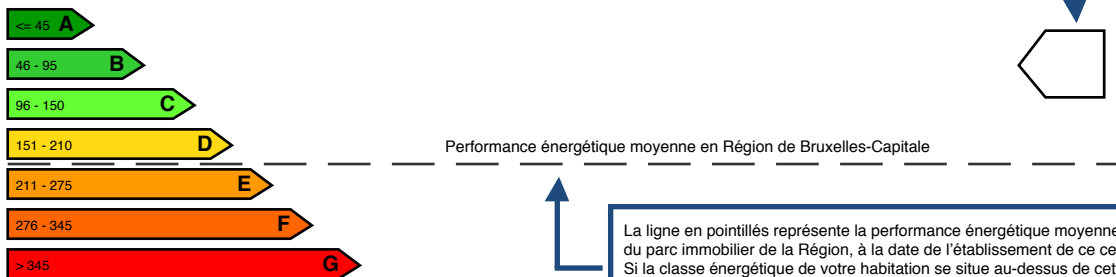 <= 45 A
46 - 95 B
96 - 150 C
151 - 210 D
Performance énergétique moyenne en Région de Bruxelles-Capitale
211 - 275 E
276 - 345 F
> 345 G
La ligne en pointillés représente la performance énergétique moyenne
du parc immobilier de la Région, à la date de l'établissement de ce
Si la classe énergétique de votre habitation se situe au-dessus de